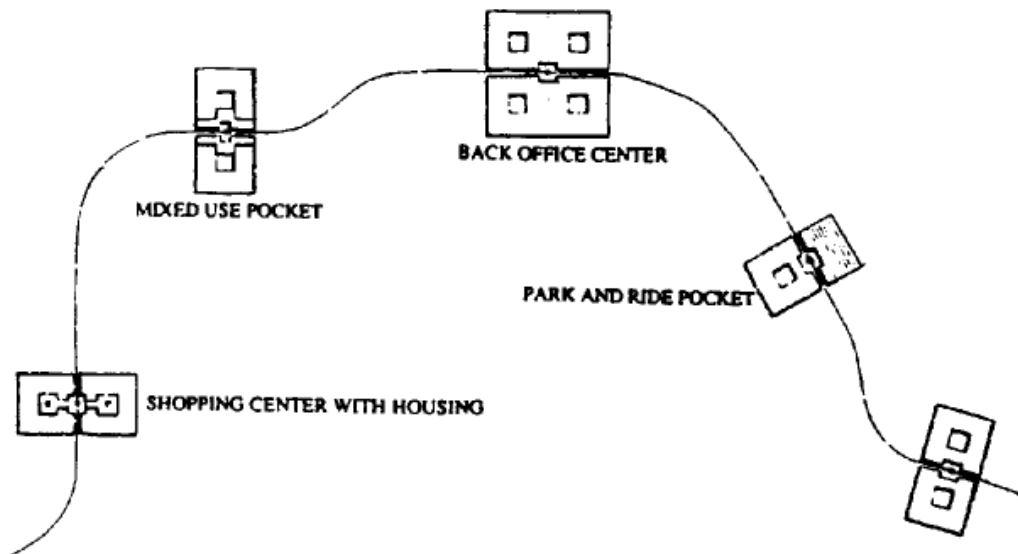 BACK OFFICE CENTER
MIXED USE POCKET
PARK AND RIDE POCKET
SHOPPING CENTER WITH HOUSING